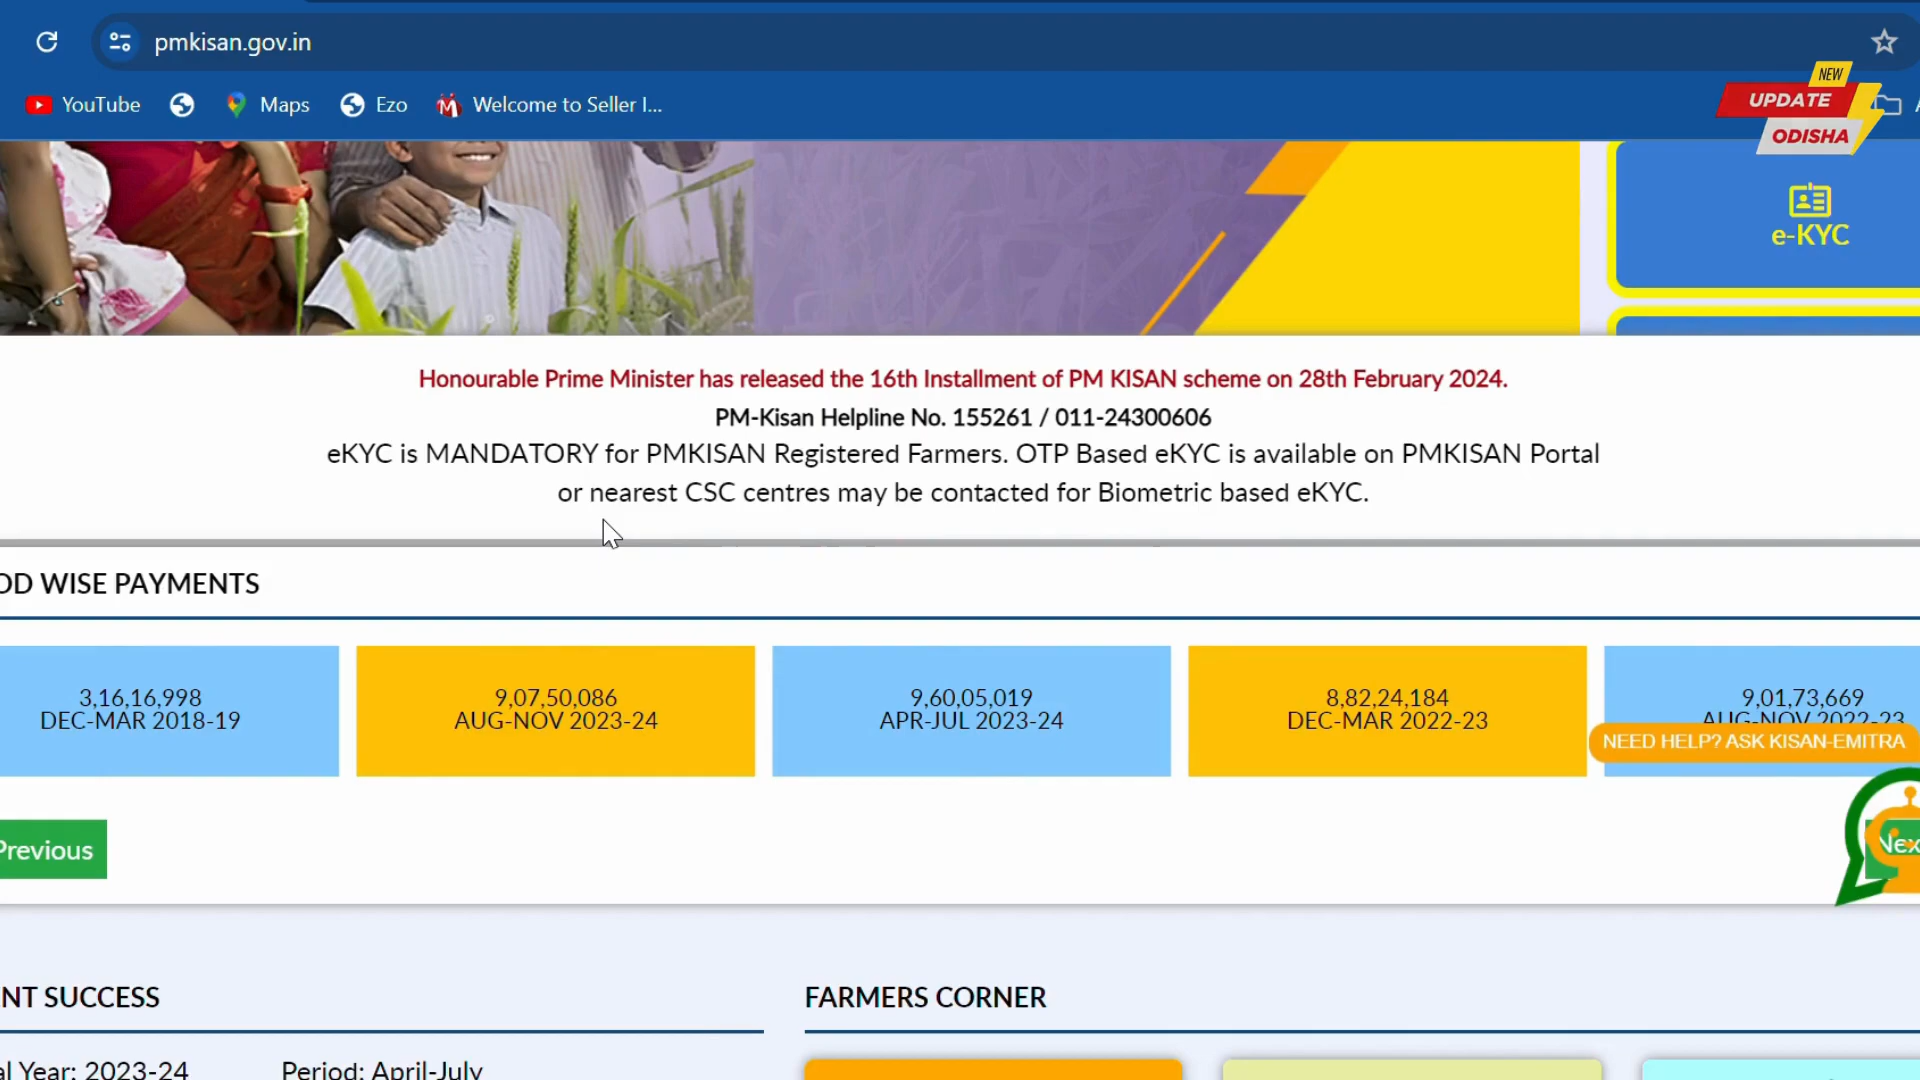 pmkisan.gov.in
YouTube
Maps
Ezo
Welcome to Seller I...
NEW
UPDATE
ODISHA
e-KYC
Honourable Prime Minister has released the 16th Installment of PM KISAN scheme on 28th February 2024.
PM-Kisan Helpline No. 155261 / 011-24300606
eKYC is MANDATORY for PMKISAN Registered Farmers. OTP Based eKYC is available on PMKISAN Portal
or nearest CSC centres may be contacted for Biometric based eKYC.
OD WISE PAYMENTS
3,16,16,998
DEC-MAR 2018-19
9,07,50,086
AUG-NOV 2023-24
9,60,05,019
APR-JUL 2023-24
8,82,24,184
DEC-MAR 2022-23
9,01,73,669
AUG-NOV 2022-23
NEED HELP? ASK KISAN-EMITRA
Previous
Nex
NT SUCCESS
FARMERS CORNER
al Year: 2023-24
Period: April-July